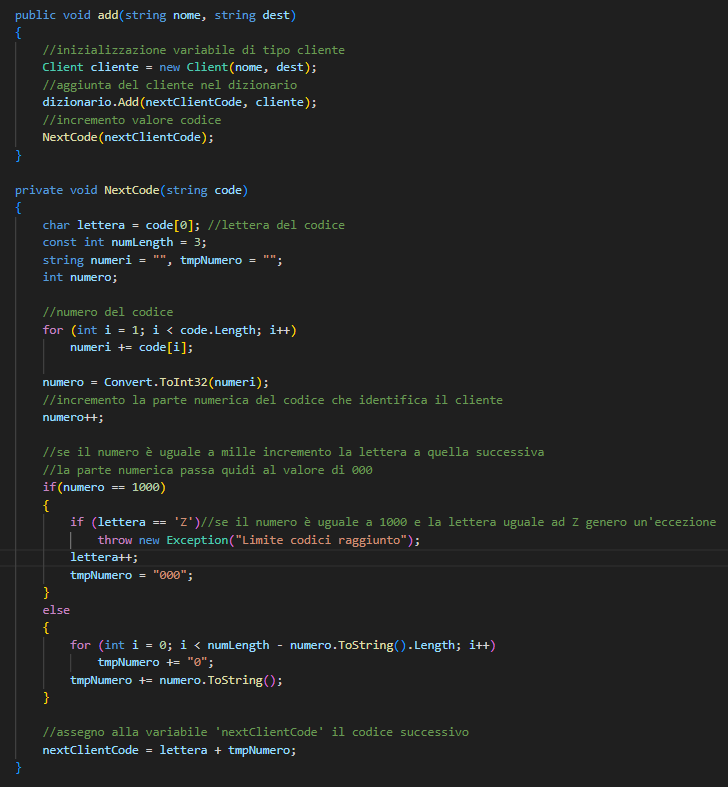 public void add(string nome, string dest)
{
//inizializzazione variabile di tipo cliente
Client cliente = new Client(nome, dest);
//aggiunta del cliente nel dizionario
dizionario.Add(nextClientCode, cliente);
//incremento valore codice
NextCode(nextClientCode);
}
private void NextCode(string code)
{
char lettera = code[0]; //lettera del codice
const int numLength = 3;
string numeri = "", tmpNumero = "";
int numero;
//numero del codice
for (int i = 1; i < code.Length; i++)
numeri += code[i];
numero = Convert.ToInt32(numeri);
//incremento la parte numerica del codice che identifica il cliente
numero++;
//se il numero è uguale a mille incremento la lettera a quella successiva
//la parte numerica passa quidi al valore di 000
if(numero == 1000)
{
if (lettera == 'Z')//se il numero è uguale a 1000 e la lettera uguale ad Z genero un'eccezione
throw new Exception("Limite codici raggiunto");
lettera++;
tmpNumero = "000";
}
else
{
for (int i = 0; i < numLength - numero.ToString().Length; i++)
tmpNumero += "0";
tmpNumero += numero.ToString();
}
//assegno alla variabile 'nextClientCode' il codice successivo
nextClientCode = lettera + tmpNumero;
}